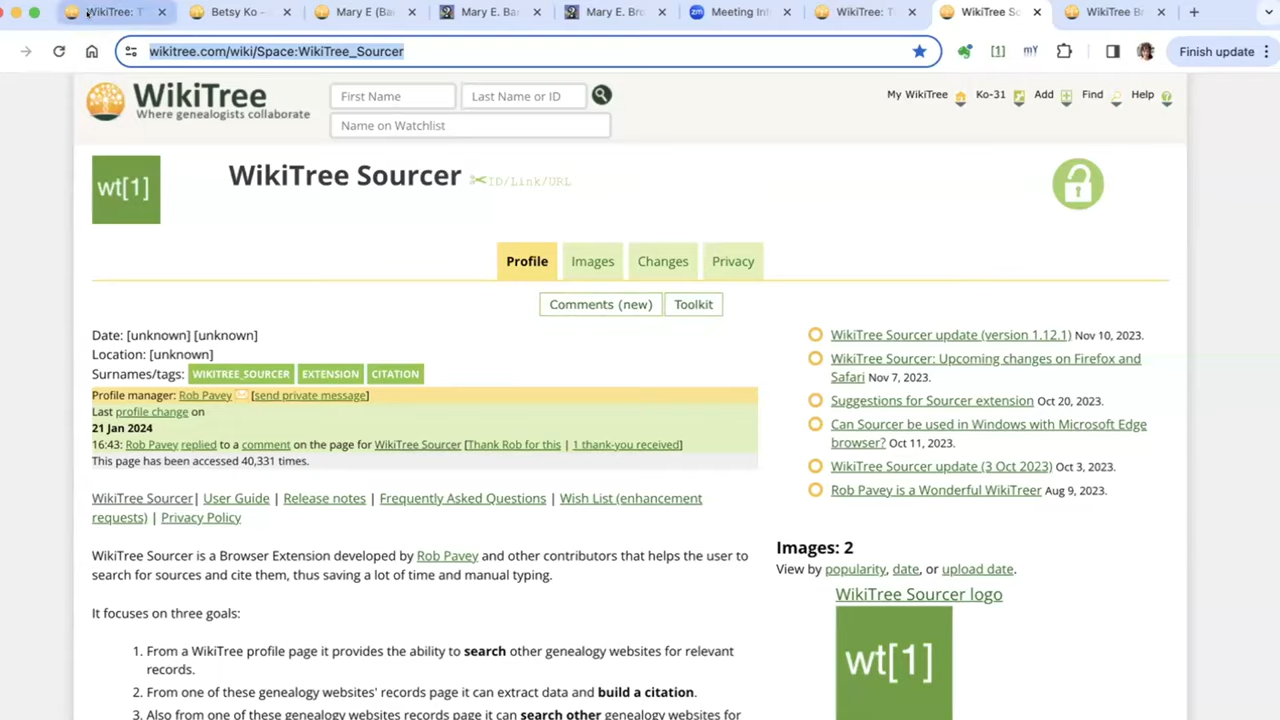 WikiTree: T
Betsy Ko -
Mary E (Ba
Mary E. Ba
Mary E. Bro
Meeting In
WikiTree: T
WikiTree So
WikiTree Br
wikitree.com/wiki/Space:WikiTree_Sourcer
[1]
mY
Finish update
WikiTree
Where genealogists collaborate
First Name
Last Name or ID
Name on Watchlist
My WikiTree
Ko-31
Add
Find
Help
wt[1]
WikiTree Sourcer
ID/Link/URL
Profile
Images
Changes
Privacy
Comments (new)
Toolkit
Date: [unknown] [unknown]
Location: [unknown]
Surnames/tags: WIKITREE_SOURCER EXTENSION CITATION
Profile manager: Rob Pavey [send private message]
Last profile change on
21 Jan 2024
16:43: Rob Pavey replied to a comment on the page for WikiTree Sourcer [Thank Rob for this | 1 thank-you received]
This page has been accessed 40,331 times.
WikiTree Sourcer| User Guide | Release notes | Frequently Asked Questions | Wish List (enhancement
requests) | Privacy Policy
WikiTree Sourcer is a Browser Extension developed by Rob Pavey and other contributors that helps the user to
search for sources and cite them, thus saving a lot of time and manual typing.
It focuses on three goals:
1. From a WikiTree profile page it provides the ability to search other genealogy websites for relevant
records.
2. From one of these genealogy websites' records page it can extract data and build a citation.
3. Also from one of these genealogy websites records page it can search other genealogy websites for
WikiTree Sourcer update (version 1.12.1) Nov 10, 2023.
WikiTree Sourcer: Upcoming changes on Firefox and
Safari Nov 7, 2023.
Suggestions for Sourcer extension Oct 20, 2023.
Can Sourcer be used in Windows with Microsoft Edge
browser? Oct 11, 2023.
WikiTree Sourcer update (3 Oct 2023) Oct 3, 2023.
Rob Pavey is a Wonderful WikiTreer Aug 9, 2023.
Images: 2
View by popularity, date, or upload date.
WikiTree Sourcer logo
wt[1]